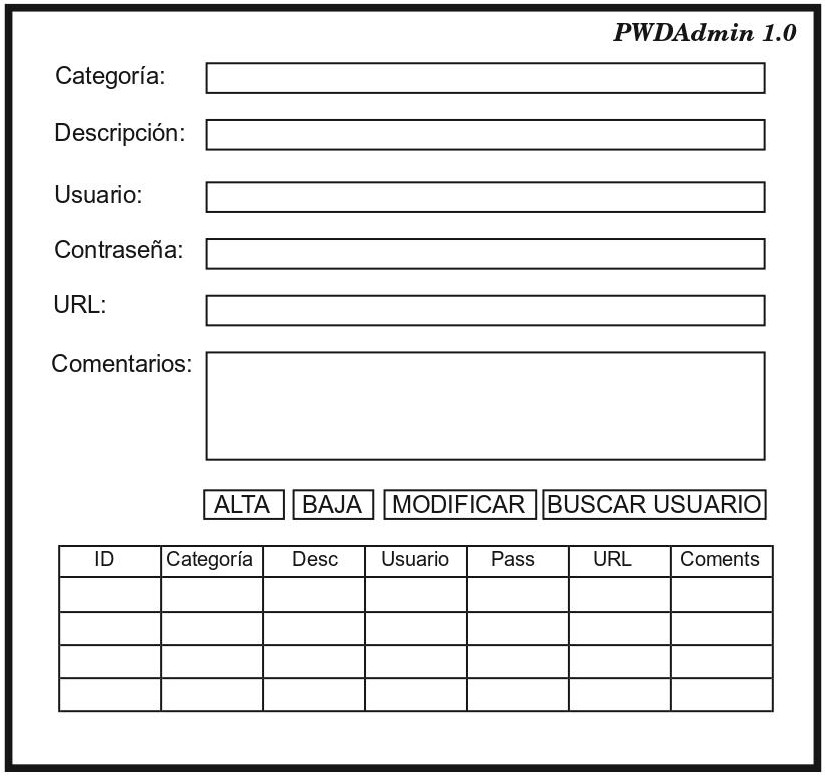 PWDAdmin 1.0
Categoría:
Descripción:
Usuario:
Contraseña:
URL:
Comentarios:
ALTA BAJA MODIFICAR BUSCAR USUARIO
ID Categoría Desc Usuario Pass URL Coments